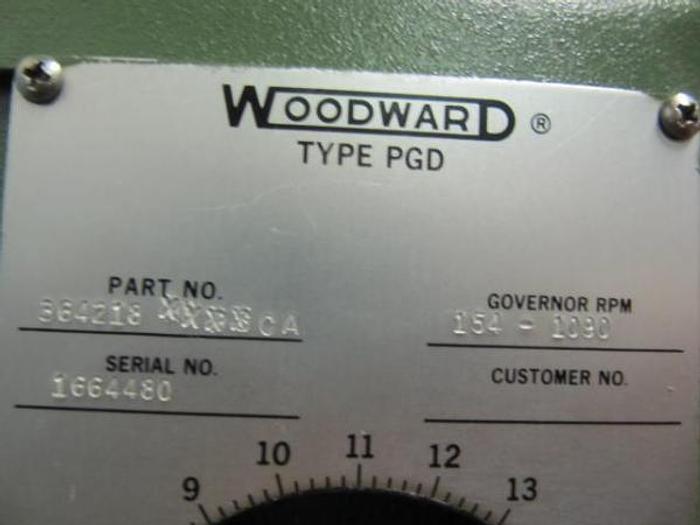 WOODWARD ®
TYPE PGD
PART NO.
364218 XXXX CA
GOVERNOR RPM
154 - 1090
SERIAL NO.
1664480
CUSTOMER NO.
9 10 11 12 13